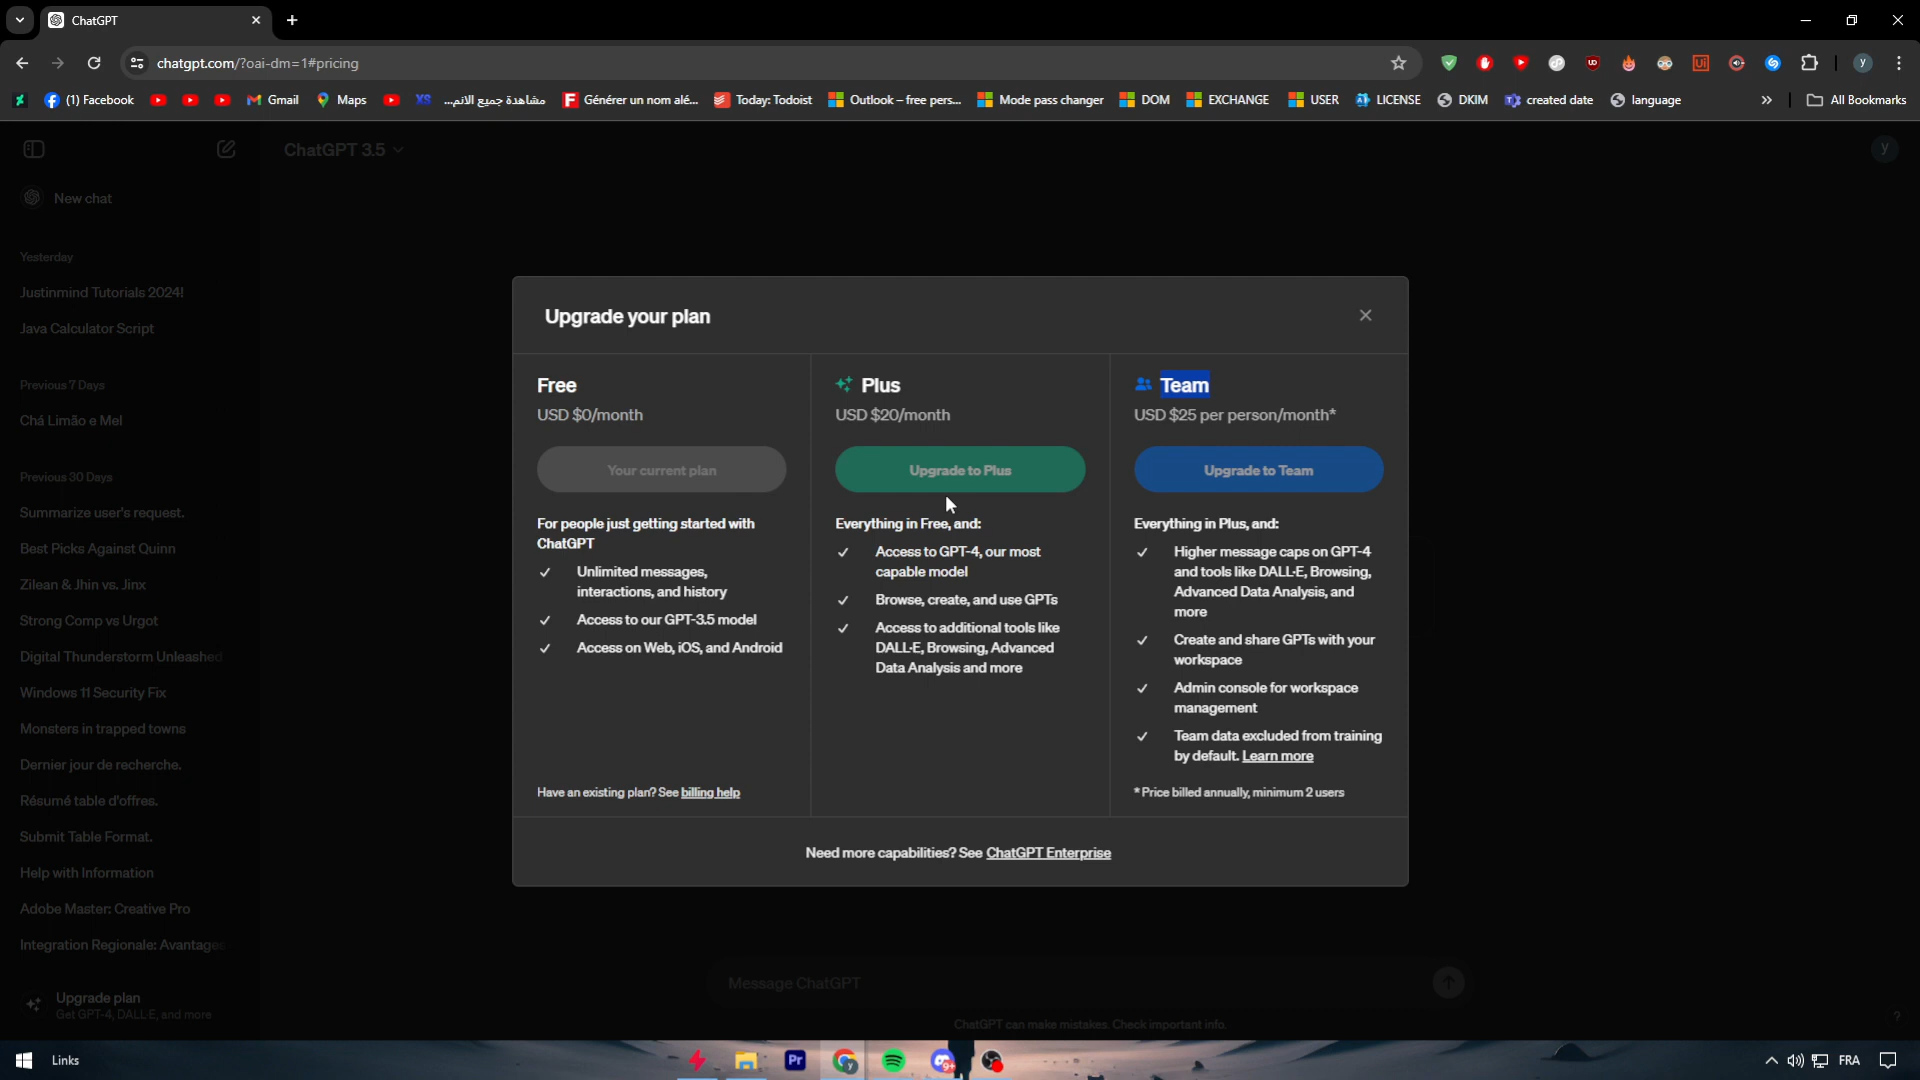 ChatGPT
chatgpt.com/?oai-dm=1#pricing
(1) Facebook
Gmail
Maps
مشاهدة جميع الانم...
Générer un nom alé...
Today: Todoist
Outlook – free pers...
Mode pass changer
DOM
EXCHANGE
USER
LICENSE
DKIM
created date
language
»
All Bookmarks
ChatGPT 3.5
y
New chat
Yesterday
Justinmind Tutorials 2024!
Java Calculator Script
Previous 7 Days
Chá Limão e Mel
Previous 30 Days
Summarize user's request.
Best Picks Against Quinn
Zilean & Jhin vs. Jinx
Strong Comp vs Urgot
Digital Thunderstorm Unleashed
Windows 11 Security Fix
Monsters in trapped towns
Dernier jour de recherche.
Résumé table d'offres.
Submit Table Format.
Help with Information
Adobe Master: Creative Pro
Integration Regionale: Avantages
Upgrade plan
Get GPT-4, DALL·E, and more
Upgrade your plan
Free
USD $0/month
Your current plan
For people just getting started with
ChatGPT
Unlimited messages,
interactions, and history
Access to our GPT-3.5 model
Access on Web, iOS, and Android
Have an existing plan? See billing help
Plus
USD $20/month
Upgrade to Plus
Everything in Free, and:
Access to GPT-4, our most
capable model
Browse, create, and use GPTs
Access to additional tools like
DALL·E, Browsing, Advanced
Data Analysis and more
Team
USD $25 per person/month*
Upgrade to Team
Everything in Plus, and:
Higher message caps on GPT-4
and tools like DALL·E, Browsing,
Advanced Data Analysis, and
more
Create and share GPTs with your
workspace
Admin console for workspace
management
Team data excluded from training
by default. Learn more
* Price billed annually, minimum 2 users
Need more capabilities? See ChatGPT Enterprise
Message ChatGPT
ChatGPT can make mistakes. Check important info.
?
Links
Pr
9+
FRA